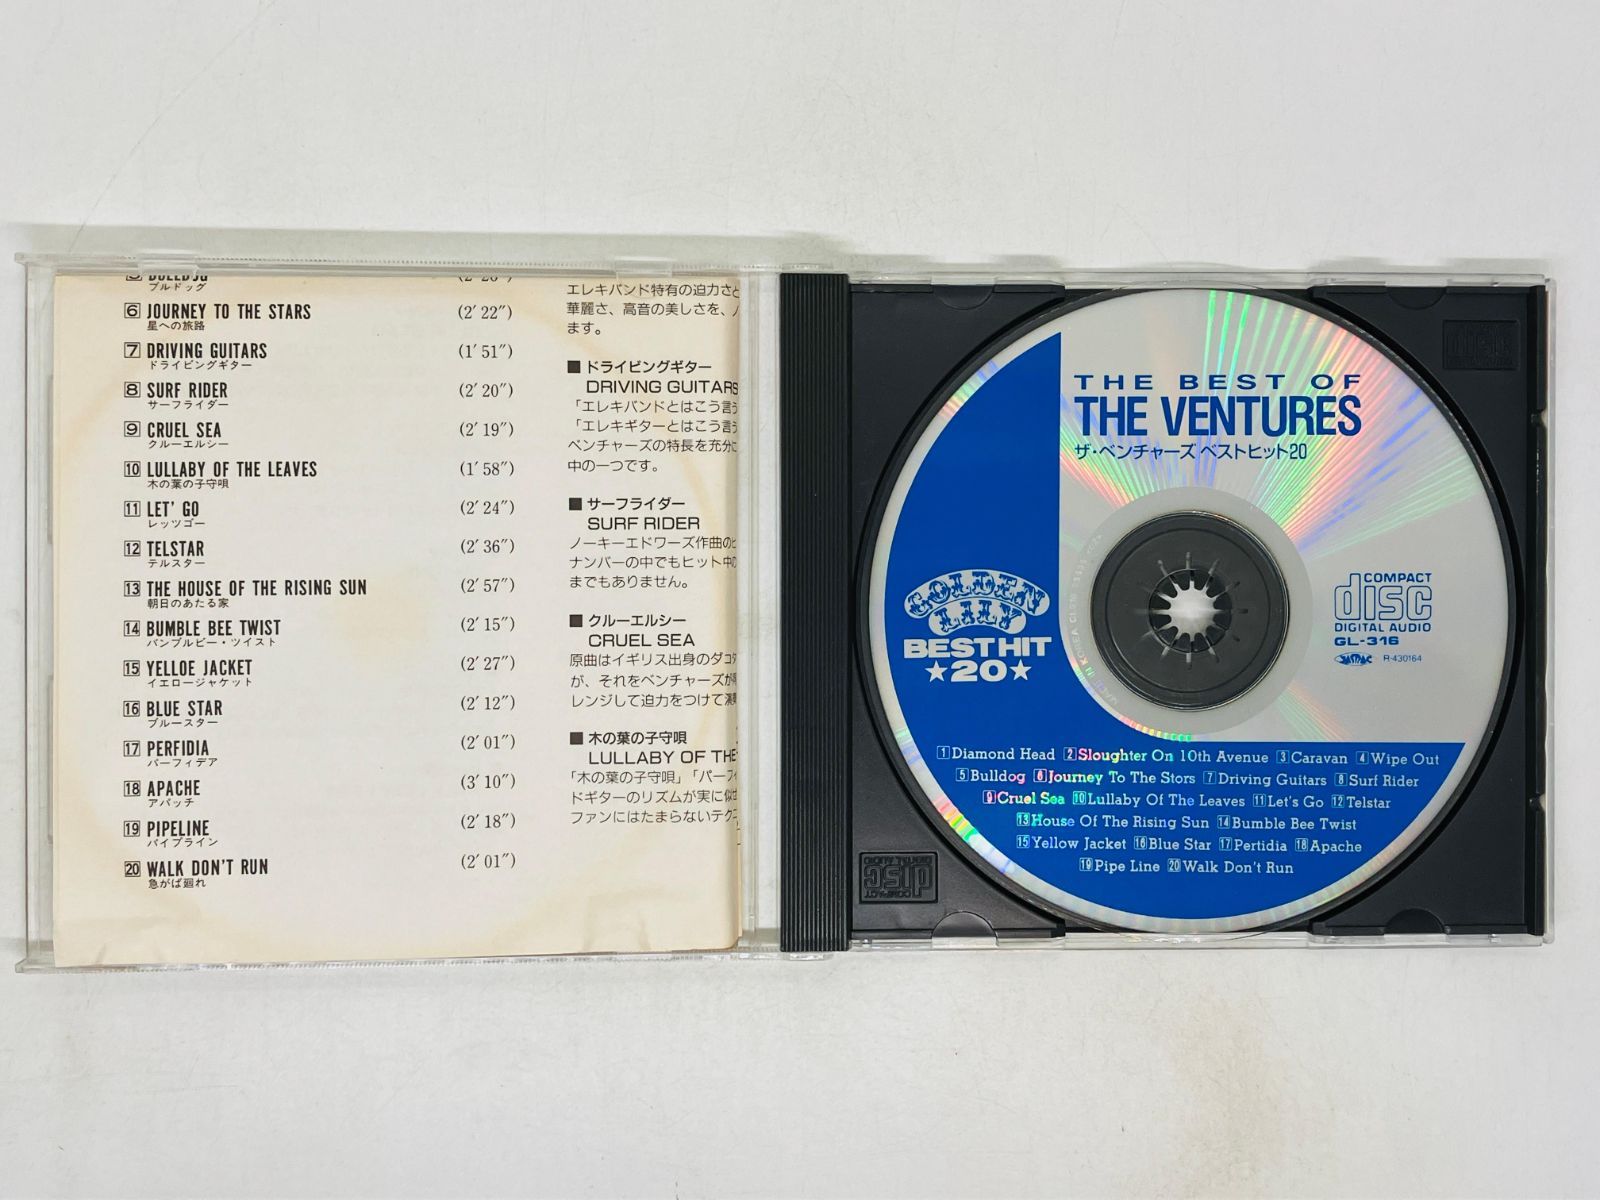 5 BULLDOG
ブルドッグ
6 JOURNEY TO THE STARS (2′22″)
星への旅路
7 DRIVING GUITARS (1′51″)
ドライビングギター
8 SURF RIDER (2′20″)
サーフライダー
9 CRUEL SEA (2′19″)
クルーエルシー
10 LULLABY OF THE LEAVES (1′58″)
木の葉の子守唄
11 LET' GO (2′24″)
レッツゴー
12 TELSTAR (2′36″)
テルスター
13 THE HOUSE OF THE RISING SUN (2′57″)
朝日のあたる家
14 BUMBLE BEE TWIST (2′15″)
バンブルビー・ツイスト
15 YELLOE JACKET (2′27″)
イエロージャケット
16 BLUE STAR (2′12″)
ブルースター
17 PERFIDIA (2′01″)
パーフィデア
18 APACHE (3′10″)
アパッチ
19 PIPELINE (2′18″)
パイプライン
20 WALK DON'T RUN (2′01″)
急がば廻れ
エレキバンド特有の迫力さと
華麗さ、高音の美しさを、
ます。
■ ドライビングギター
DRIVING GUITARS
「エレキバンドとはこう言う
「エレキギターとはこう言う
ベンチャーズの特長を充分に
中の一つです。
■ サーフライダー
SURF RIDER
ノーキーエドワーズ作曲の
ナンバーの中でもヒット中の
までもありません。
■ クルーエルシー
CRUEL SEA
原曲はイギリス出身のダコタ
が、それをベンチャーズが
レンジして迫力をつけて演
■ 木の葉の子守唄
LULLABY OF THE
「木の葉の子守唄」「パーフィ
ドギターのリズムが実に似
ファンにはたまらないテク
THE BEST OF
THE VENTURES
ザ・ベンチャーズ ベストヒット20
GOLDEN
LILY
BEST HIT
★20★
COMPACT
disc
DIGITAL AUDIO
GL-316
JASRAC R-430164
MADE IN KOREA
1 Diamond Head 2 Sloughter On 10th Avenue 3 Caravan 4 Wipe Out
5 Bulldog 6 Journey To The Stors 7 Driving Guitars 8 Surf Rider
9 Cruel Sea 10 Lullaby Of The Leaves 11 Let's Go 12 Telstar
13 House Of The Rising Sun 14 Bumble Bee Twist
15 Yellow Jacket 16 Blue Star 17 Pertidia 18 Apache
19 Pipe Line 20 Walk Don't Run
COMPACT
disc
DIGITAL AUDIO